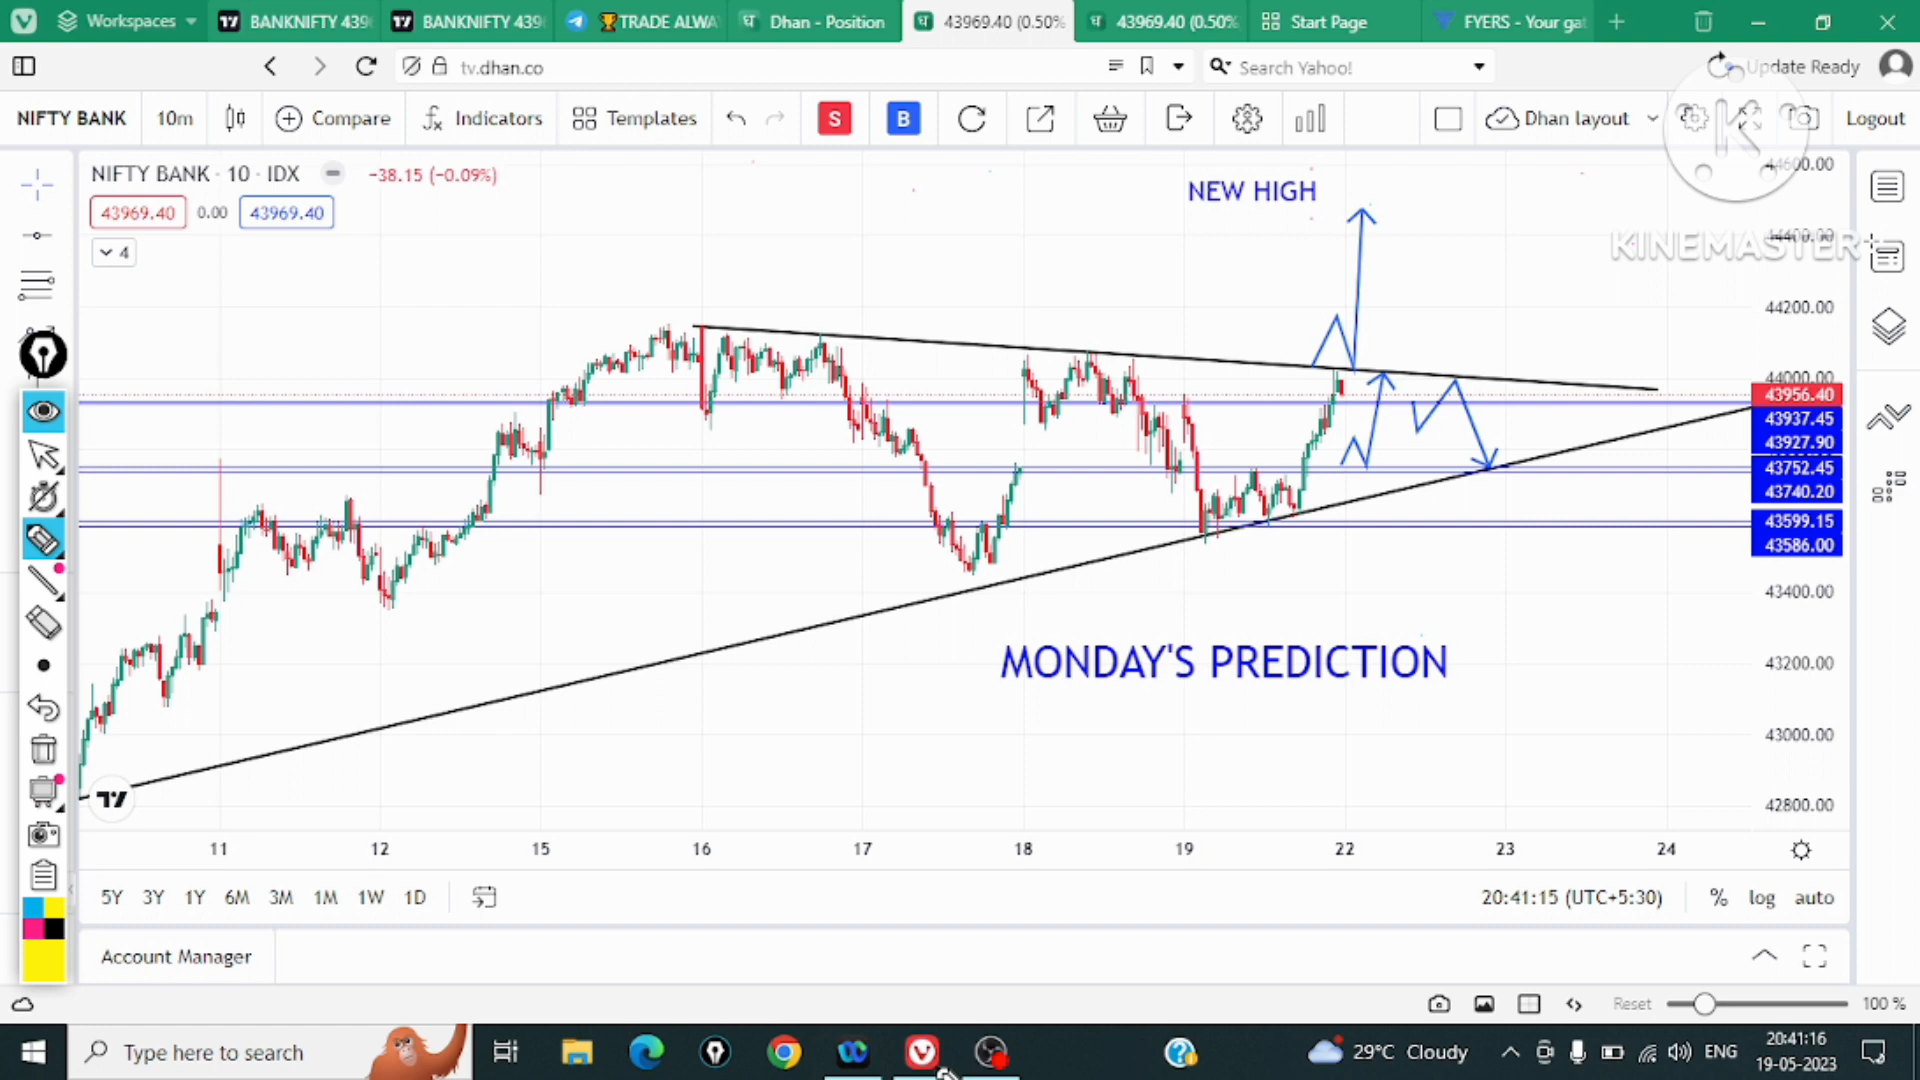 Workspaces
BANKNIFTY 439
BANKNIFTY 439
TRADE ALWA
Dhan - Position
43969.40 (0.50%
43969.40 (0.50%
Start Page
FYERS - Your gat
tv.dhan.co
Search Yahoo!
Update Ready
NIFTY BANK
10m
Compare
Indicators
Templates
S
B
Dhan layout
Logout
K
NIFTY BANK · 10 · IDX
−38.15 (−0.09%)
43969.40
0.00
43969.40
4
NEW HIGH
KINEMASTER
44600.00
44400.00
44200.00
44000.00
43956.40
43937.45
43927.90
43752.45
43740.20
43599.15
43586.00
43400.00
43200.00
43000.00
42800.00
MONDAY'S PREDICTION
11 12 15 16 17 18 19 22 23 24
5Y 3Y 1Y 6M 3M 1M 1W 1D
20:41:15 (UTC+5:30)
% log auto
Account Manager
Reset
100 %
Type here to search
29°C Cloudy
ENG
20:41:16
19-05-2023